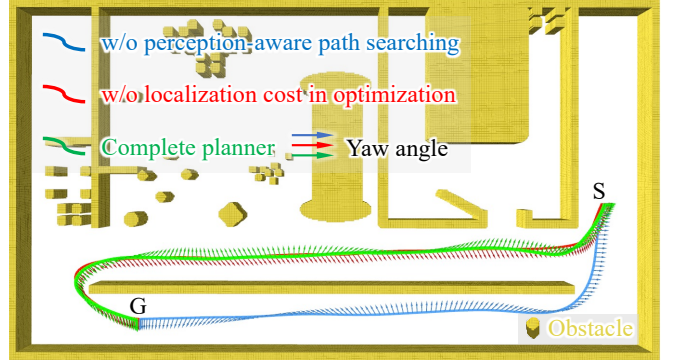 w/o perception-aware path searching
w/o localization cost in optimization
Complete planner
Yaw angle
S
G
Obstacle